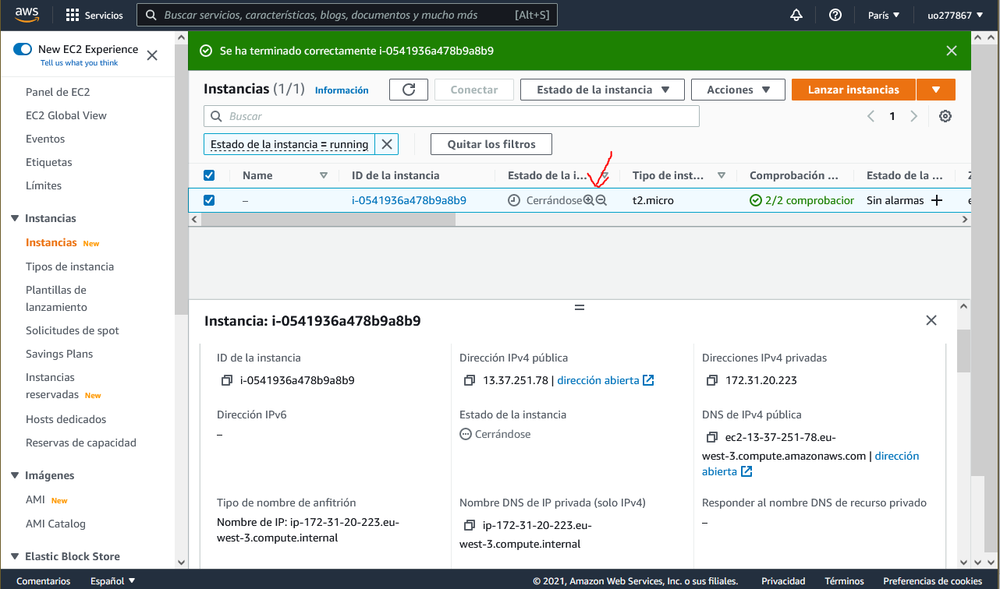 aws
Servicios
Buscar servicios, características, blogs, documentos y mucho más [Alt+S]
París
uo277867
New EC2 Experience
Tell us what you think
Panel de EC2
EC2 Global View
Eventos
Etiquetas
Límites
Instancias
Instancias New
Tipos de instancia
Plantillas de
lanzamiento
Solicitudes de spot
Savings Plans
Instancias
reservadas New
Hosts dedicados
Reservas de capacidad
Imágenes
AMI New
AMI Catalog
Elastic Block Store
Se ha terminado correctamente i-0541936a478b9a8b9
Instancias (1/1) Información
Conectar
Estado de la instancia
Acciones
Lanzar instancias
Buscar
1
Estado de la instancia = running
Quitar los filtros
Name ID de la instancia Estado de la i... Tipo de inst... Comprobación ... Estado de la ... Z
– i-0541936a478b9a8b9 Cerrándose t2.micro 2/2 comprobacior Sin alarmas + e
Instancia: i-0541936a478b9a8b9
ID de la instancia
i-0541936a478b9a8b9
Dirección IPv4 pública
13.37.251.78 | dirección abierta
Direcciones IPv4 privadas
172.31.20.223
Dirección IPv6
–
Estado de la instancia
Cerrándose
DNS de IPv4 pública
ec2-13-37-251-78.eu-
west-3.compute.amazonaws.com | dirección
abierta
Tipo de nombre de anfitrión
Nombre de IP: ip-172-31-20-223.eu-
west-3.compute.internal
Nombre DNS de IP privada (solo IPv4)
ip-172-31-20-223.eu-
west-3.compute.internal
Responder al nombre DNS de recurso privado
–
Comentarios
Español
© 2021, Amazon Web Services, Inc. o sus filiales.
Privacidad
Términos
Preferencias de cookies